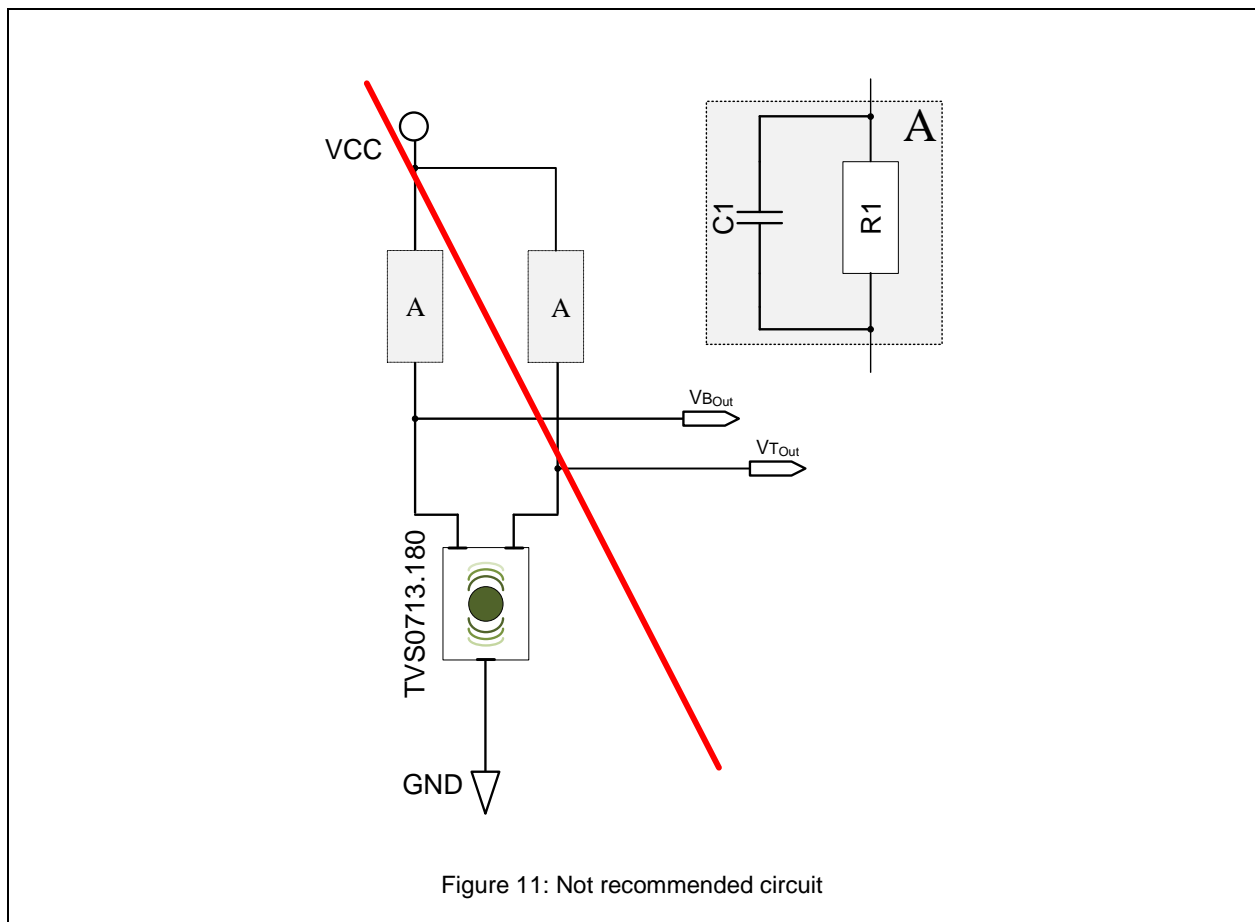 VCC
A
A
A
C1
R1
VBOut
VTOut
TVS0713.180
GND
Figure 11: Not recommended circuit